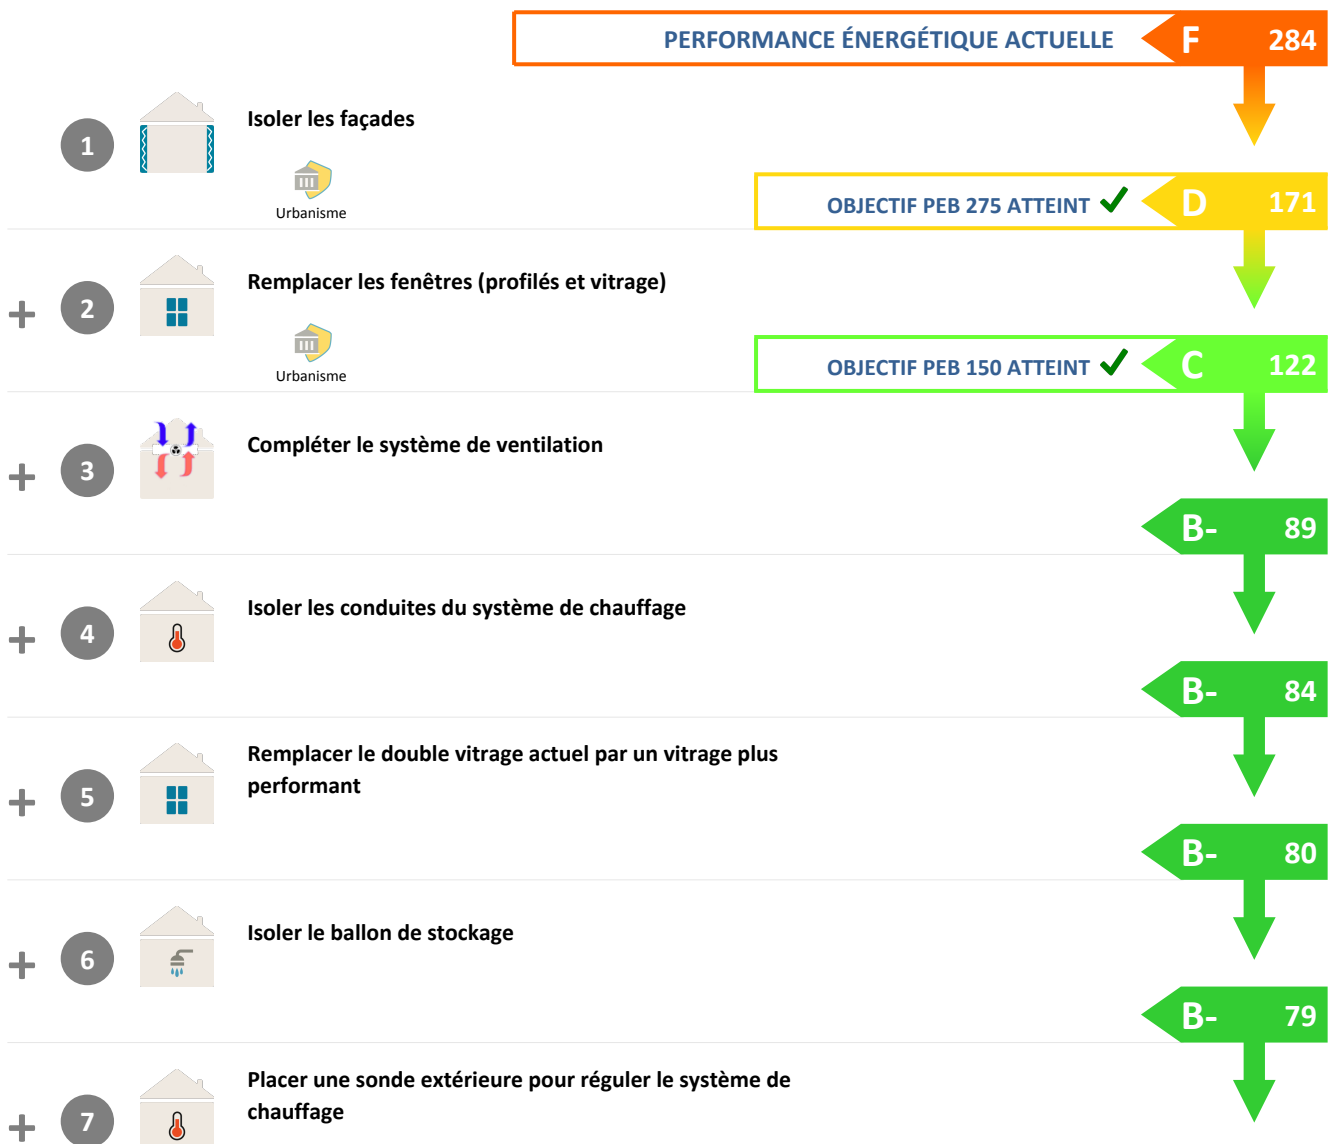 PERFORMANCE ÉNERGÉTIQUE ACTUELLE F 284
1 Isoler les façades
Urbanisme
OBJECTIF PEB 275 ATTEINT D 171
+ 2 Remplacer les fenêtres (profilés et vitrage)
Urbanisme
OBJECTIF PEB 150 ATTEINT C 122
+ 3 Compléter le système de ventilation
B- 89
+ 4 Isoler les conduites du système de chauffage
B- 84
+ 5 Remplacer le double vitrage actuel par un vitrage plus
performant
B- 80
+ 6 Isoler le ballon de stockage
B- 79
+ 7 Placer une sonde extérieure pour réguler le système de
chauffage